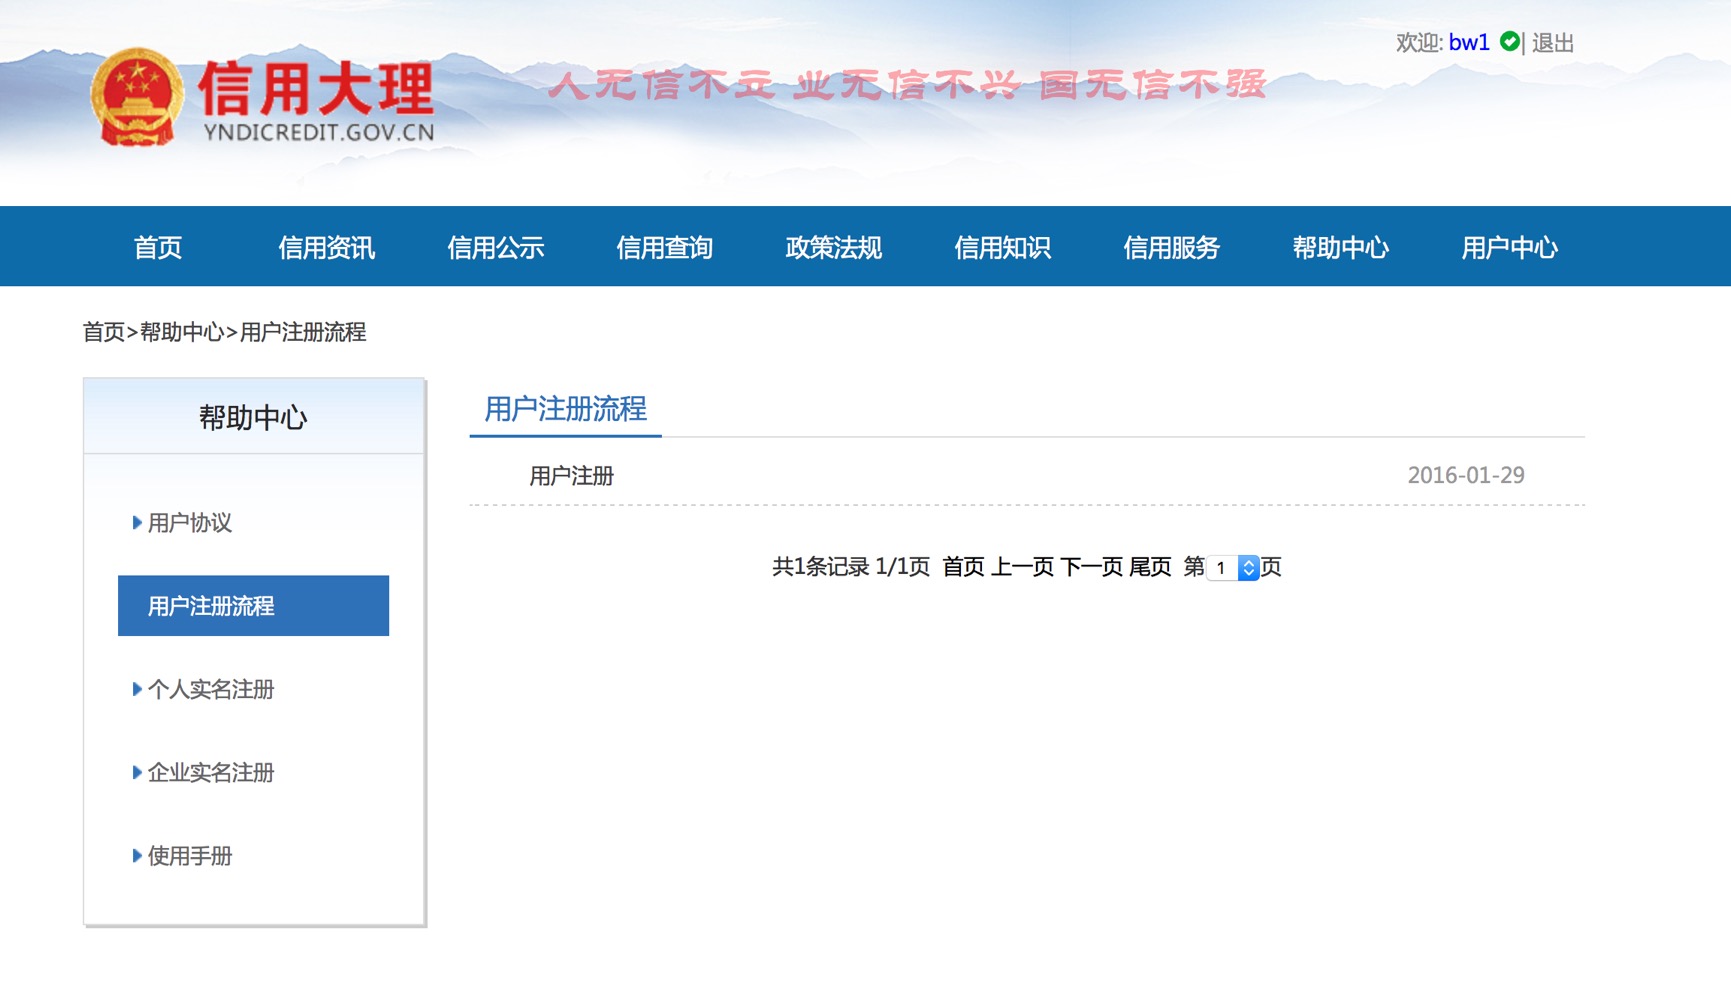 欢迎: bw1 | 退出
信用大理
YNDICREDIT.GOV.CN
人无信不立 业无信不兴 国无信不强
首页 信用资讯 信用公示 信用查询 政策法规 信用知识 信用服务 帮助中心 用户中心
首页>帮助中心>用户注册流程
帮助中心
用户协议
用户注册流程
个人实名注册
企业实名注册
使用手册
用户注册流程
用户注册 2016-01-29
共1条记录 1/1页 首页 上一页 下一页 尾页 第1页